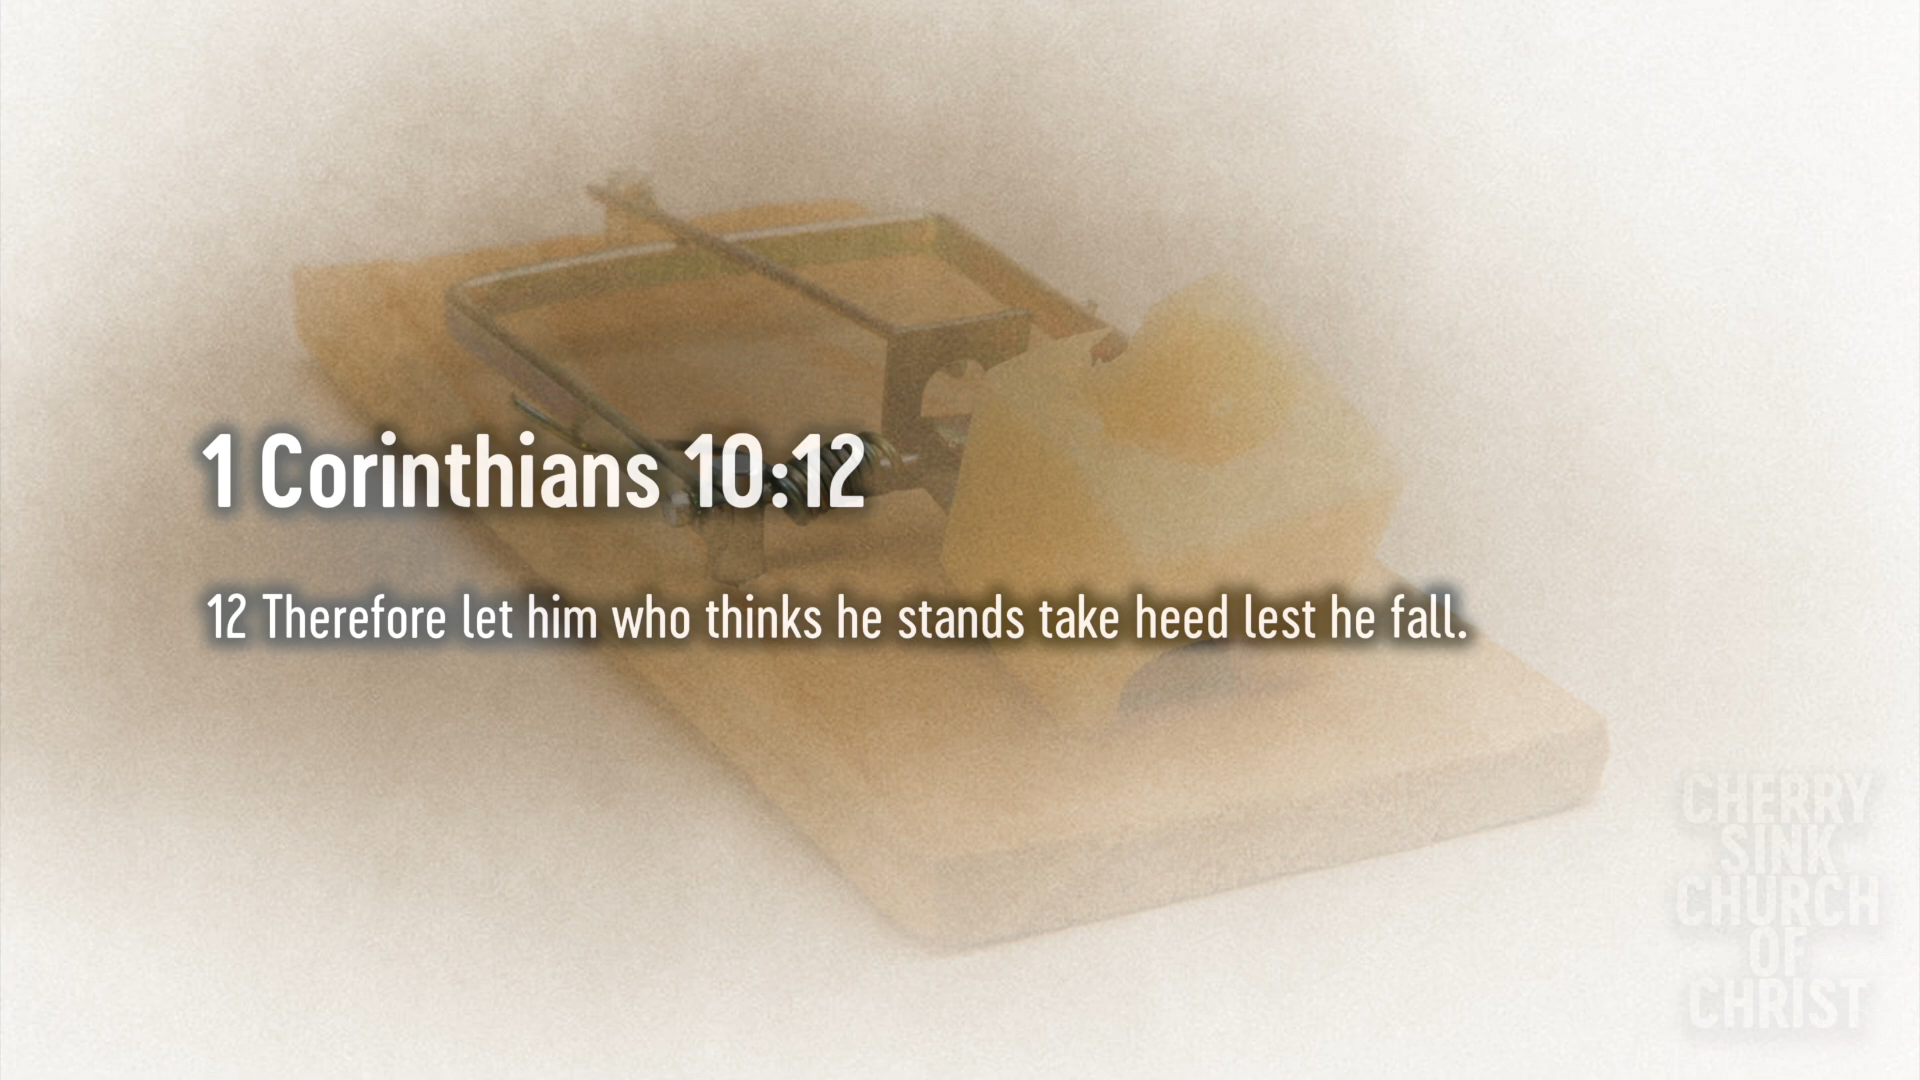 1 Corinthians 10:12
12 Therefore let him who thinks he stands take heed lest he fall.
CHERRY
SINK
CHURCH
OF
CHRIST